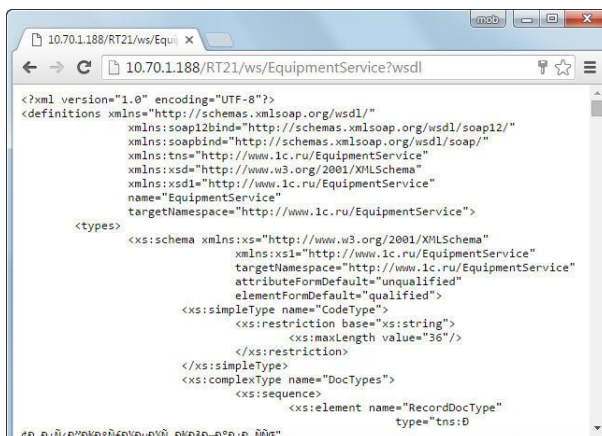 mob
10.70.1.188/RT21/ws/Equi
10.70.1.188/RT21/ws/EquipmentService?wsdl
<?xml version="1.0" encoding="UTF-8"?>
<definitions xmlns="http://schemas.xmlsoap.org/wsdl/"
xmlns:soap12bind="http://schemas.xmlsoap.org/wsdl/soap12/"
xmlns:soapbind="http://schemas.xmlsoap.org/wsdl/soap/"
xmlns:tns="http://www.1c.ru/EquipmentService"
xmlns:xsd="http://www.w3.org/2001/XMLSchema"
xmlns:xsd1="http://www.1c.ru/EquipmentService"
name="EquipmentService"
targetNamespace="http://www.1c.ru/EquipmentService">
<types>
<xs:schema xmlns:xs="http://www.w3.org/2001/XMLSchema"
xmlns:xs1="http://www.1c.ru/EquipmentService"
targetNamespace="http://www.1c.ru/EquipmentService"
attributeFormDefault="unqualified"
elementFormDefault="qualified">
<xs:simpleType name="CodeType">
<xs:restriction base="xs:string">
<xs:maxLength value="36"/>
</xs:restriction>
</xs:simpleType>
<xs:complexType name="DocTypes">
<xs:sequence>
<xs:element name="RecordDocType"
type="tns:Ð